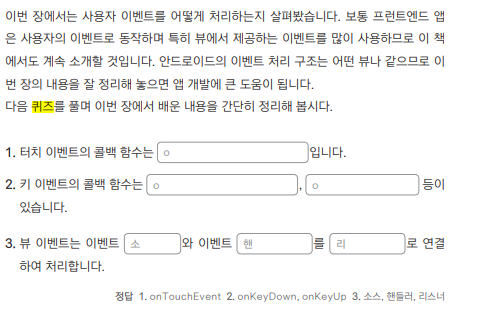 이번 장에서는 사용자 이벤트를 어떻게 처리하는지 살펴봤습니다. 보통 프런트엔드 앱
은 사용자의 이벤트로 동작하며 특히 뷰에서 제공하는 이벤트를 많이 사용하므로 이 책
에서도 계속 소개할 것입니다. 안드로이드의 이벤트 처리 구조는 어떤 뷰나 같으므로 이
번 장의 내용을 잘 정리해 놓으면 앱 개발에 큰 도움이 됩니다.
다음 퀴즈를 풀며 이번 장에서 배운 내용을 간단히 정리해 봅시다.
1. 터치 이벤트의 콜백 함수는 o 입니다.
2. 키 이벤트의 콜백 함수는 o , o 등이
있습니다.
3. 뷰 이벤트는 이벤트 소 와 이벤트 핸 를 리 로 연결
하여 처리합니다.
정답 1. onTouchEvent 2. onKeyDown, onKeyUp 3. 소스, 핸들러, 리스너